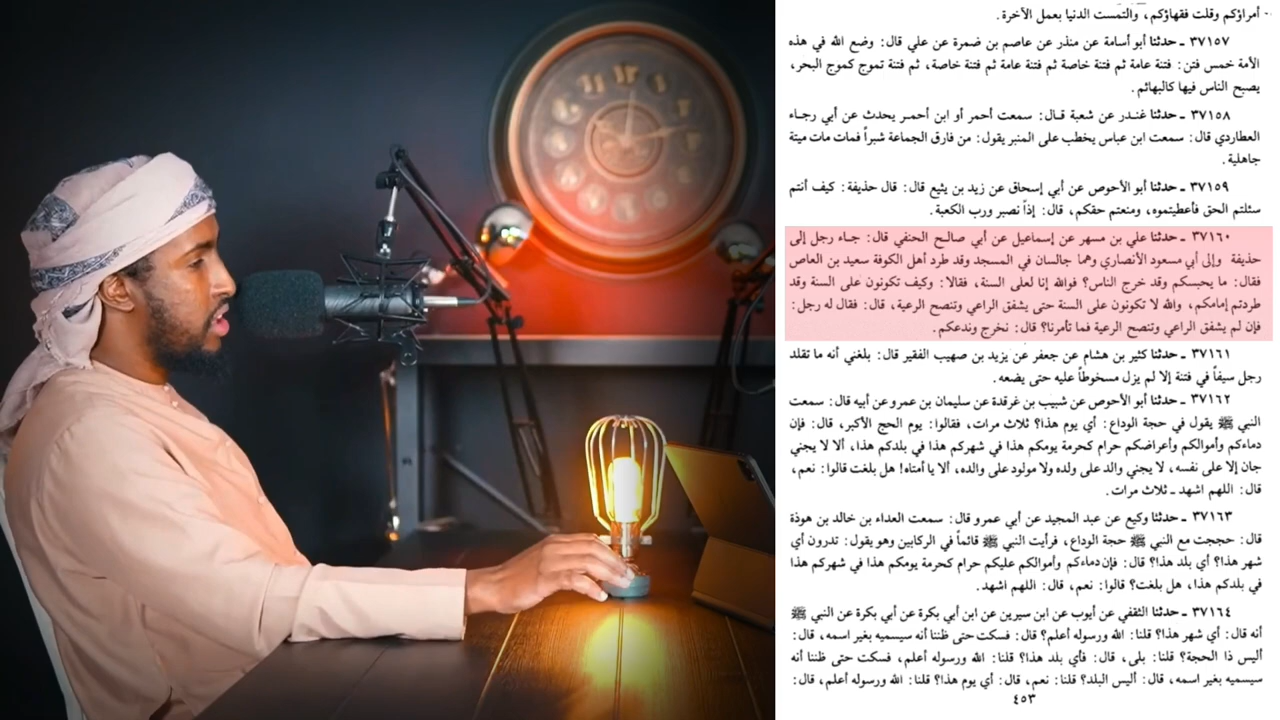 أمراؤكم وقلت فقهاؤكم، والتمست الدنيا بعمل الآخرة.
٣٧١٥٧ ـ حدثنا أبو أسامة عن منذر عن عاصم بن ضمرة عن علي قال: وضع الله في هذه
الأمة خمس فتن: فتنة عامة ثم فتنة خاصة ثم فتنة عامة ثم فتنة خاصة، ثم فتنة تموج كموج البحر،
يصبح الناس فيها كالبهائم.
٣٧١٥٨ ـ حدثنا غندر عن شعبة قال: سمعت أحمر أو ابن أحمر يحدث عن أبي رجاء
العطاردي قال: سمعت ابن عباس يخطب على المنبر يقول: من فارق الجماعة شبراً فمات مات ميتة
جاهلية.
٣٧١٥٩ ـ حدثنا أبو الأحوص عن أبي إسحاق عن زيد بن يثيع قال: قال حذيفة: كيف أنتم
سئلتم الحق فأعطيتموه، ومنعتم حقكم، قال: إذاً نصبر ورب الكعبة.
٣٧١٦٠ ـ حدثنا علي بن مسهر عن إسماعيل عن أبي صالح الحنفي قال: جاء رجل إلى
حذيفة وإلى أبي مسعود الأنصاري وهما جالسان في المسجد وقد طرد أهل الكوفة سعيد بن العاص
فقال: ما يحبسكم وقد خرج الناس؟ فوالله إنا لعلى السنة، فقالا: وكيف تكونون على السنة وقد
طردتم إمامكم، والله لا تكونون على السنة حتى يشفق الراعي وتنصح الرعية، قال: فقال له رجل:
فإن لم يشفق الراعي وتنصح الرعية فما تأمرنا؟ قال: نخرج وندعكم.
٣٧١٦١ ـ حدثنا كثير بن هشام عن جعفر عن يزيد بن صهيب الفقير قال: بلغني أنه ما تقلد
رجل سيفاً في فتنة إلا لم يزل مسخوطاً عليه حتى يضعه.
٣٧١٦٢ ـ حدثنا أبو الأحوص عن شبيب بن غرقدة عن سليمان بن عمرو عن أبيه قال: سمعت
النبي ﷺ يقول في حجة الوداع: أي يوم هذا؟ ثلاث مرات، فقالوا: يوم الحج الأكبر، قال: فإن
دماءكم وأموالكم وأعراضكم حرام كحرمة يومكم هذا في شهركم هذا في بلدكم هذا، ألا لا يجني
جان إلا على نفسه، لا يجني والد على ولده ولا مولود على والده، ألا يا أمتاه! هل بلغت قالوا: نعم،
قال: اللهم اشهد ـ ثلاث مرات.
٣٧١٦٣ ـ حدثنا وكيع عن عبد المجيد عن أبي عمرو قال: سمعت العداء بن خالد بن هوذة
قال: حججت مع النبي ﷺ حجة الوداع، فرأيت النبي ﷺ قائماً في الركابين وهو يقول: تدرون أي
شهر هذا؟ أي بلد هذا؟ قال: فإن دماءكم وأموالكم عليكم حرام كحرمة يومكم هذا في شهركم هذا
في بلدكم هذا، هل بلغت؟ قالوا: نعم، قال: اللهم اشهد.
٣٧١٦٤ ـ حدثنا الثقفي عن أيوب عن ابن سيرين عن ابن أبي بكرة عن أبي بكرة عن النبي ﷺ
أنه قال: أي شهر هذا؟ قلنا: الله ورسوله أعلم؟ قال: فسكت حتى ظننا أنه سيسميه بغير اسمه، قال:
أليس ذا الحجة؟ قلنا: بلى، قال: فأي بلد هذا؟ قلنا: الله ورسوله أعلم، فسكت حتى ظننا أنه
سيسميه بغير اسمه، قال: أليس البلد؟ قلنا: نعم، قال: أي يوم هذا؟ قلنا: الله ورسوله أعلم، قال:
٤٥٣